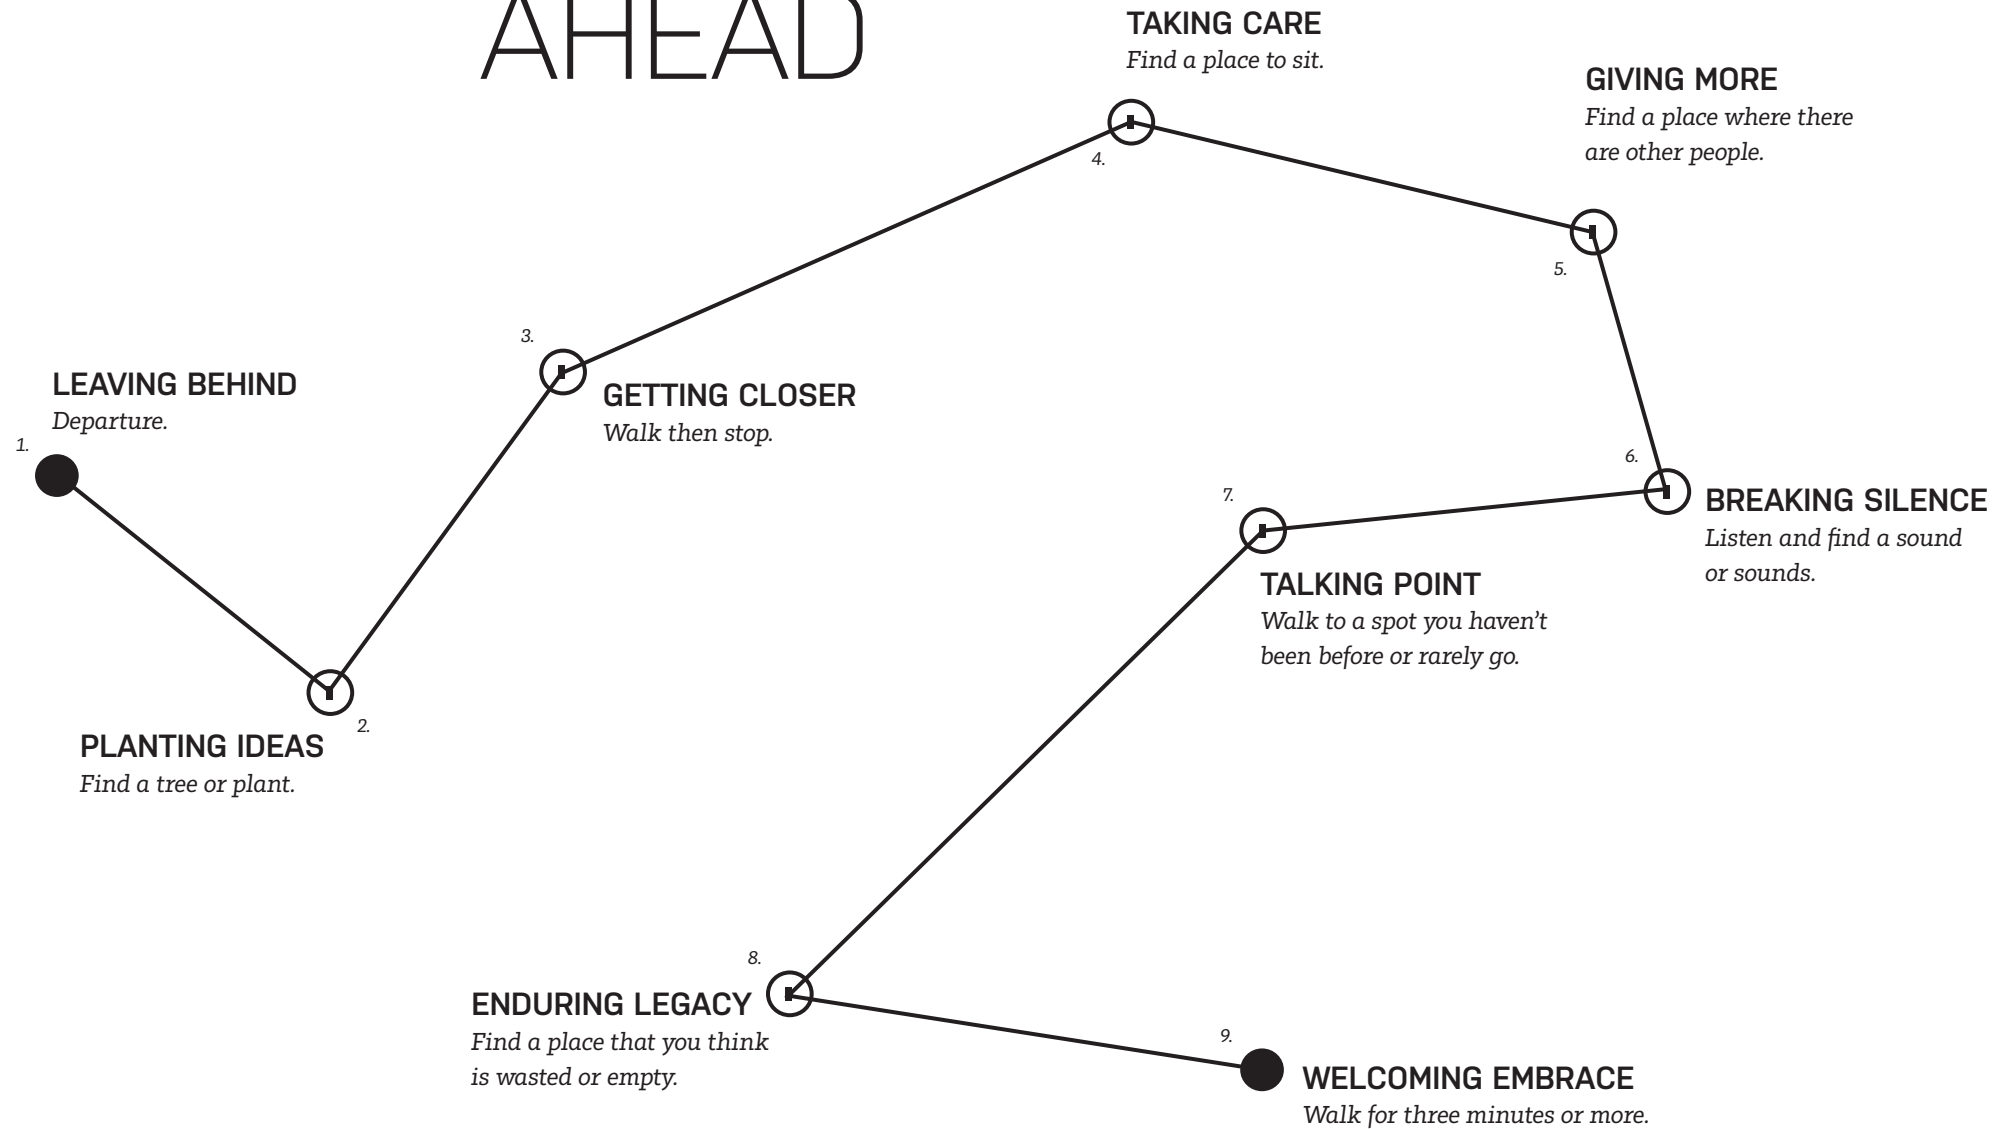 AHEAD
1.
LEAVING BEHIND
Departure.
2.
PLANTING IDEAS
Find a tree or plant.
3.
GETTING CLOSER
Walk then stop.
4.
TAKING CARE
Find a place to sit.
5.
GIVING MORE
Find a place where there
are other people.
6.
BREAKING SILENCE
Listen and find a sound
or sounds.
7.
TALKING POINT
Walk to a spot you haven’t
been before or rarely go.
8.
ENDURING LEGACY
Find a place that you think
is wasted or empty.
9.
WELCOMING EMBRACE
Walk for three minutes or more.